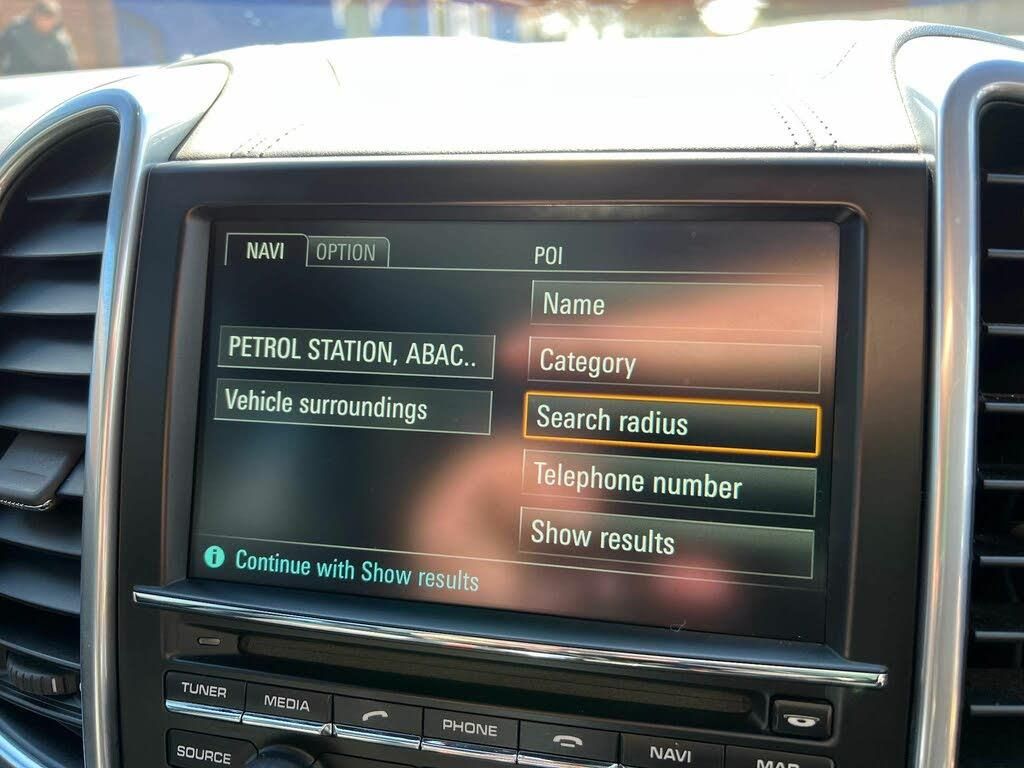 NAVI
OPTION
POI
Name
PETROL STATION, ABAC..
Category
Vehicle surroundings
Search radius
Telephone number
Show results
Continue with Show results
TUNER
MEDIA
PHONE
SOURCE
NAVI
MAP